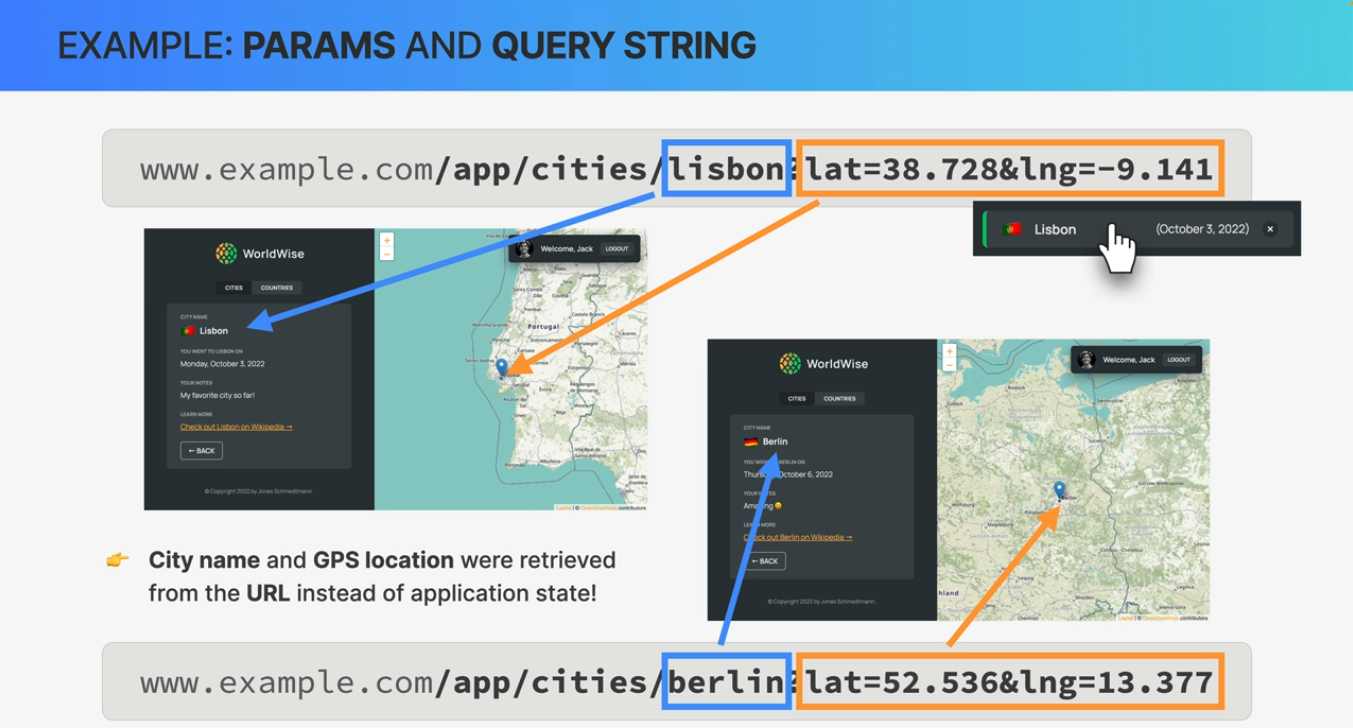 EXAMPLE: PARAMS AND QUERY STRING
www.example.com/app/cities/lisbon?lat=38.728&lng=-9.141
Lisbon (October 3, 2022) ×
WorldWise
CITIES COUNTRIES
CITY NAME
Lisbon
YOU WENT TO LISBON ON
Monday, October 3, 2022
YOUR NOTES
My favorite city so far!
LEARN MORE
Check out Lisbon on Wikipedia →
← BACK
© Copyright 2022 by Jonas Schmedtmann.
+
−
Welcome, Jack LOGOUT
Portugal
Leaflet | © OpenStreetMap contributors
WorldWise
CITIES COUNTRIES
CITY NAME
Berlin
YOU WENT TO BERLIN ON
October 6, 2022
YOUR NOTES
LEARN MORE
Check out Berlin on Wikipedia →
← BACK
© Copyright 2022 by Jonas Schmedtmann.
+
−
Welcome, Jack LOGOUT
Berlin
Leaflet | © OpenStreetMap contributors
👉 City name and GPS location were retrieved
from the URL instead of application state!
www.example.com/app/cities/berlin?lat=52.536&lng=13.377